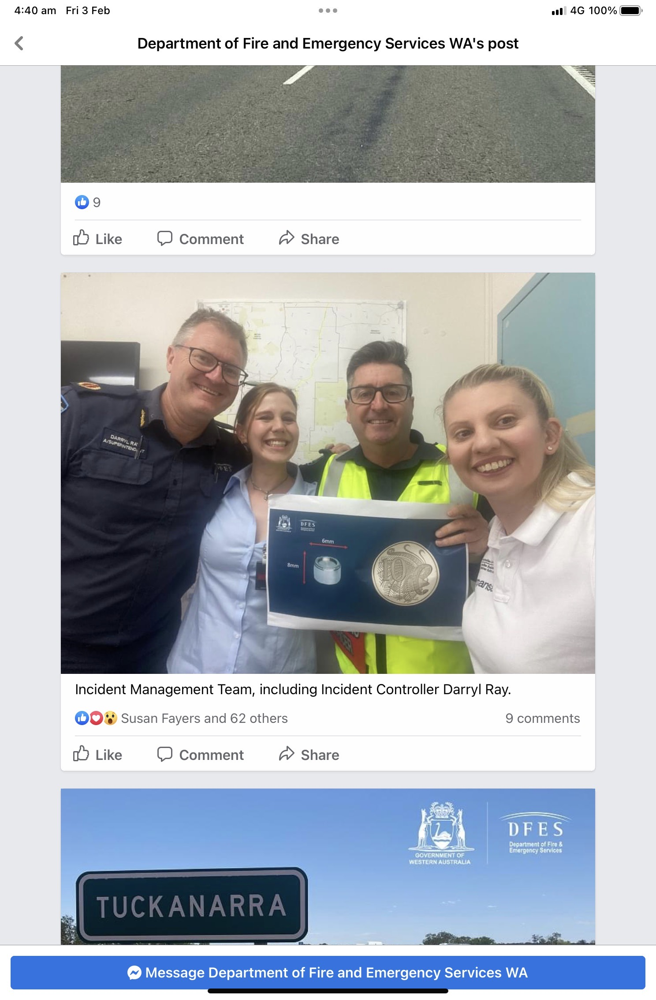 4:40 am Fri 3 Feb
4G 100%
Department of Fire and Emergency Services WA's post
9
Like
Comment
Share
DARRYL RA
A/SUPERINTEND
DFES
6mm
8mm
10
Incident Management Team, including Incident Controller Darryl Ray.
Susan Fayers and 62 others
9 comments
Like
Comment
Share
GOVERNMENT OF
WESTERN AUSTRALIA
DFES
Department of Fire &
Emergency Services
TUCKANARRA
Message Department of Fire and Emergency Services WA